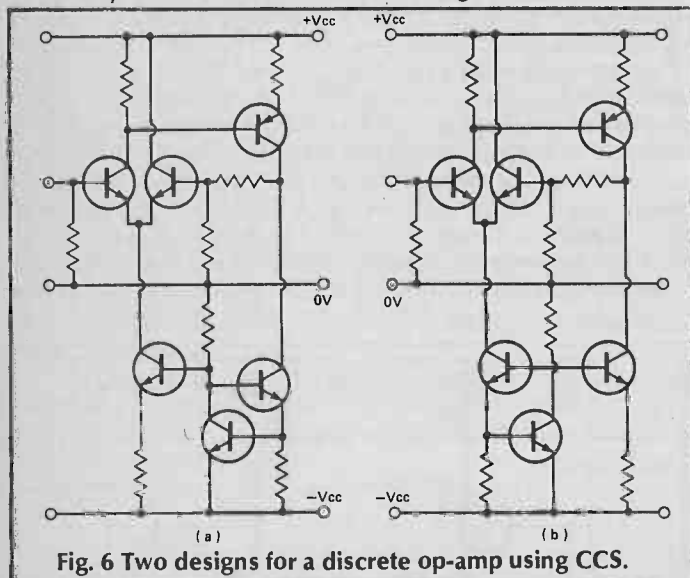 +Vcc
+Vcc
0V
0V
−Vcc
−Vcc
(a)
(b)
Fig. 6 Two designs for a discrete op-amp using CCS.